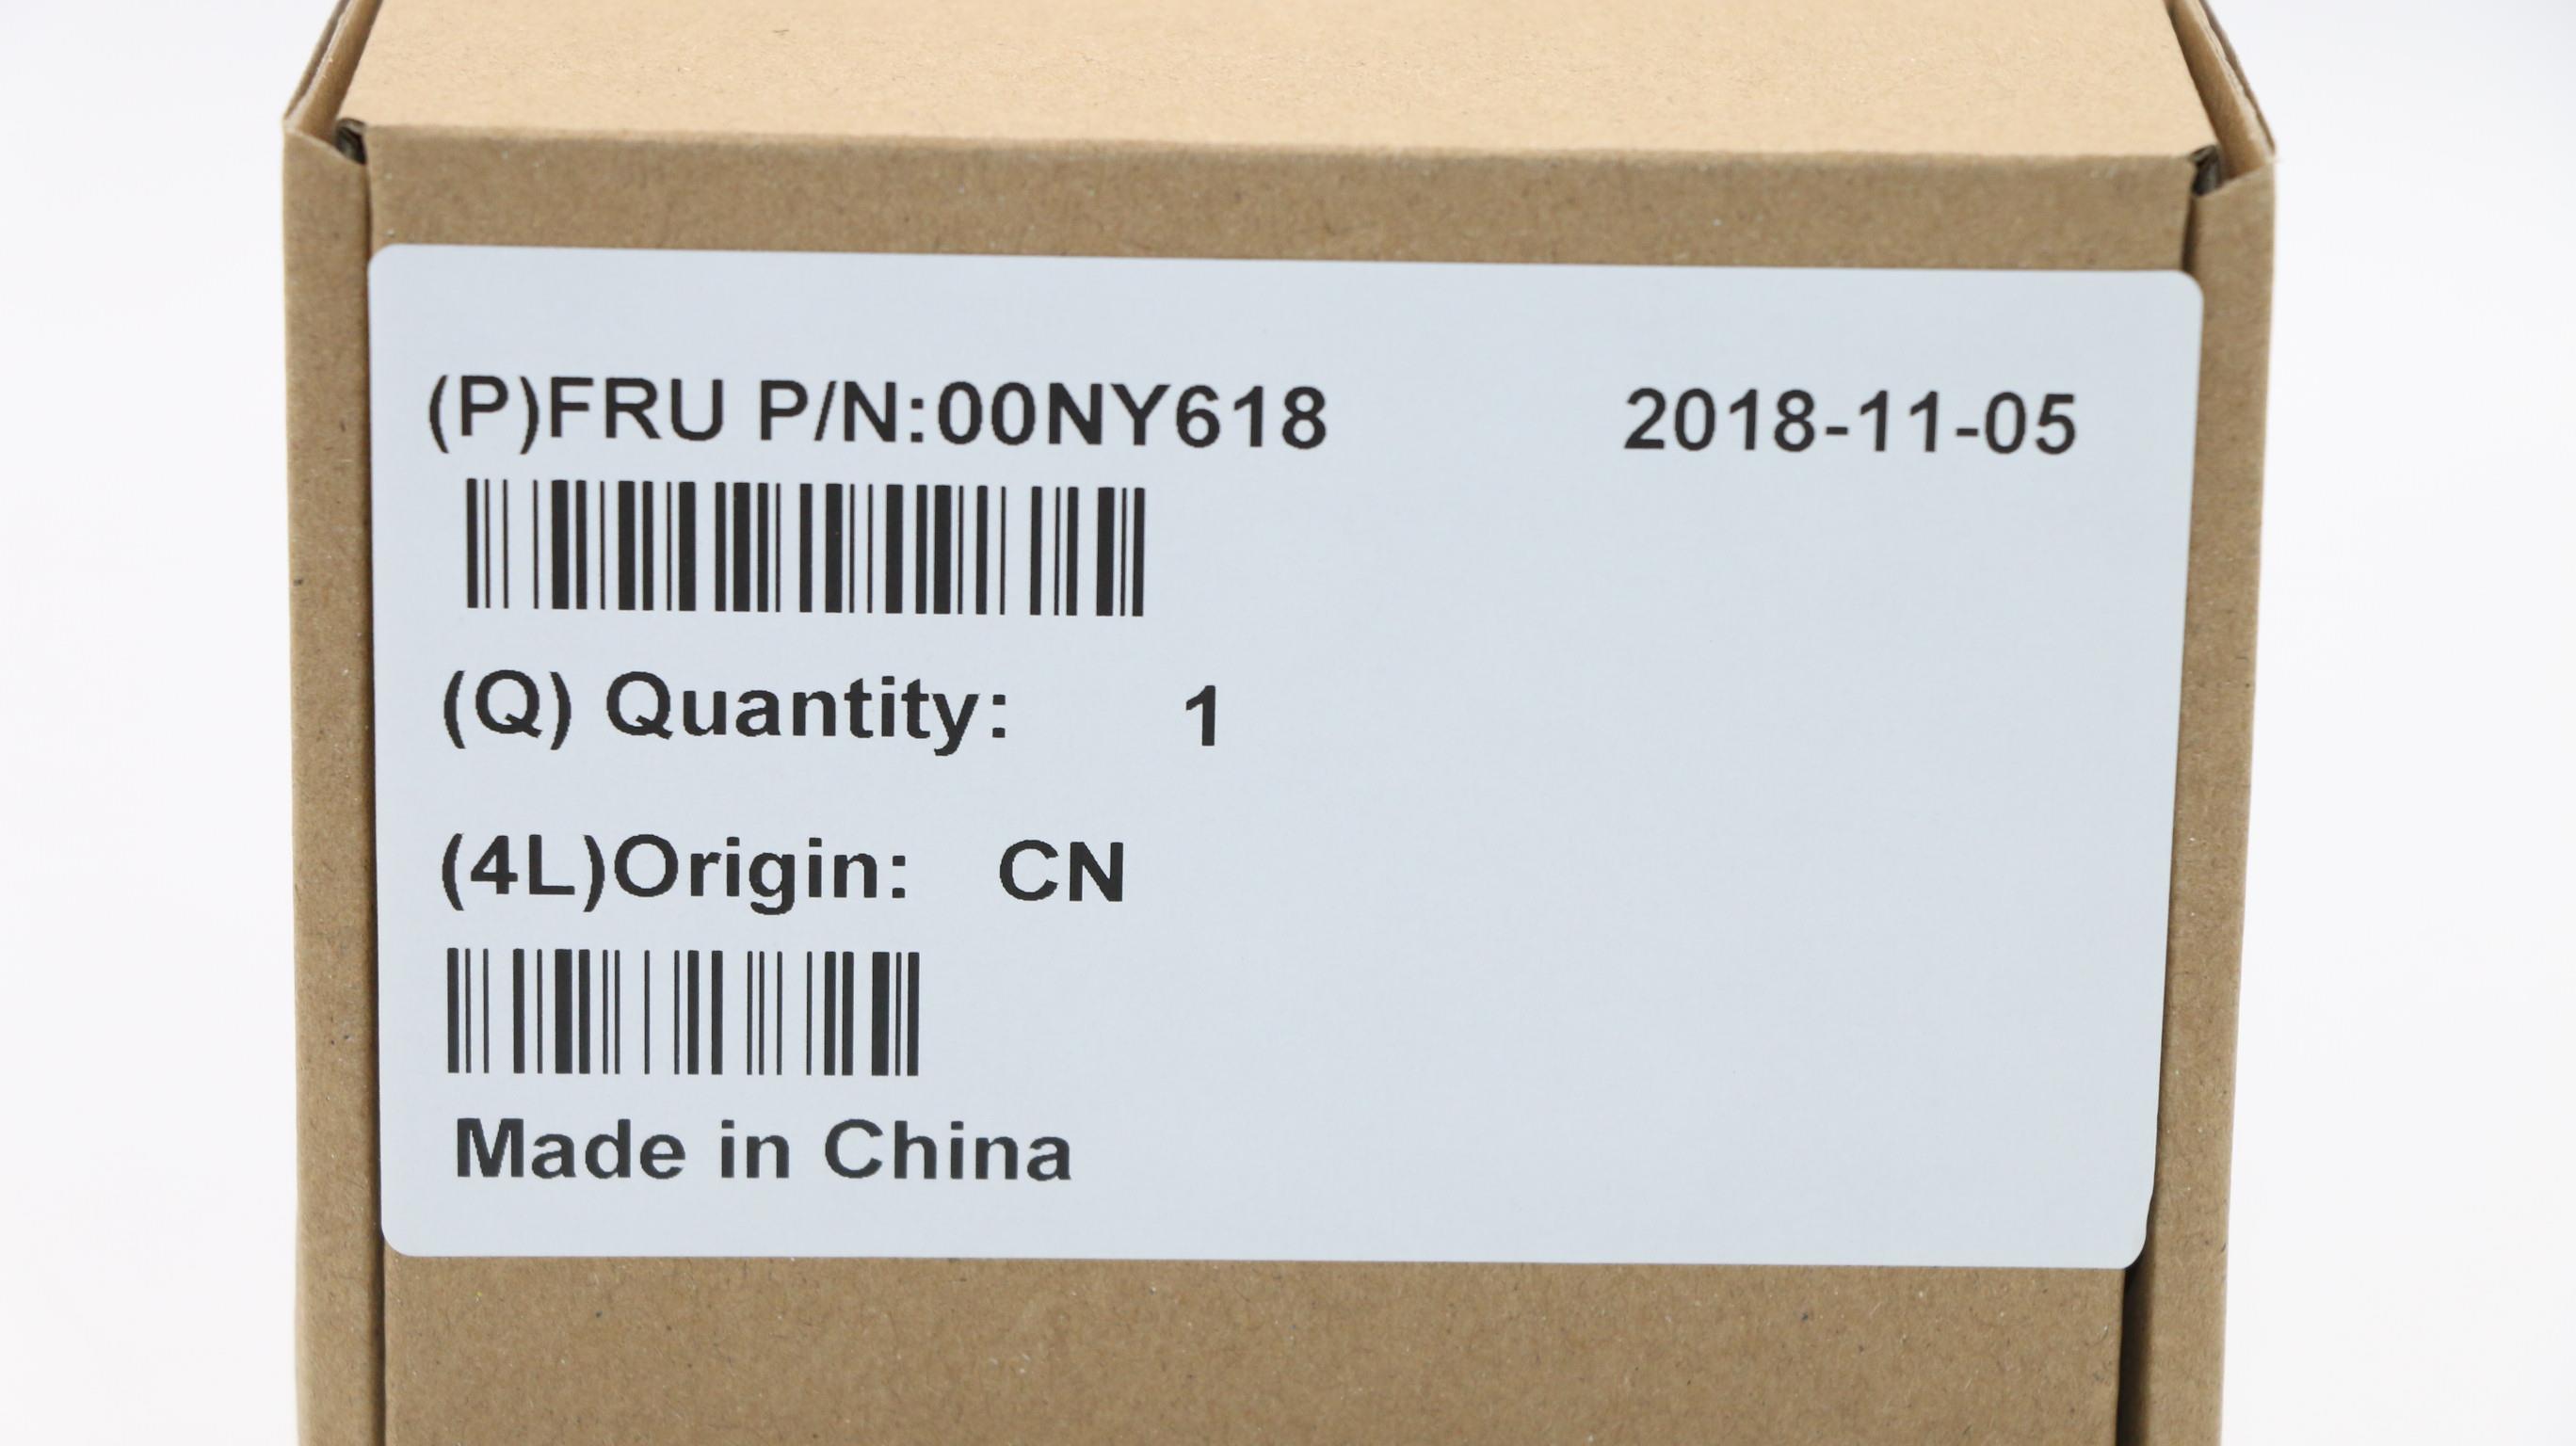 (P)FRU P/N:00NY618 2018-11-05
(Q) Quantity: 1
(4L)Origin: CN
Made in China